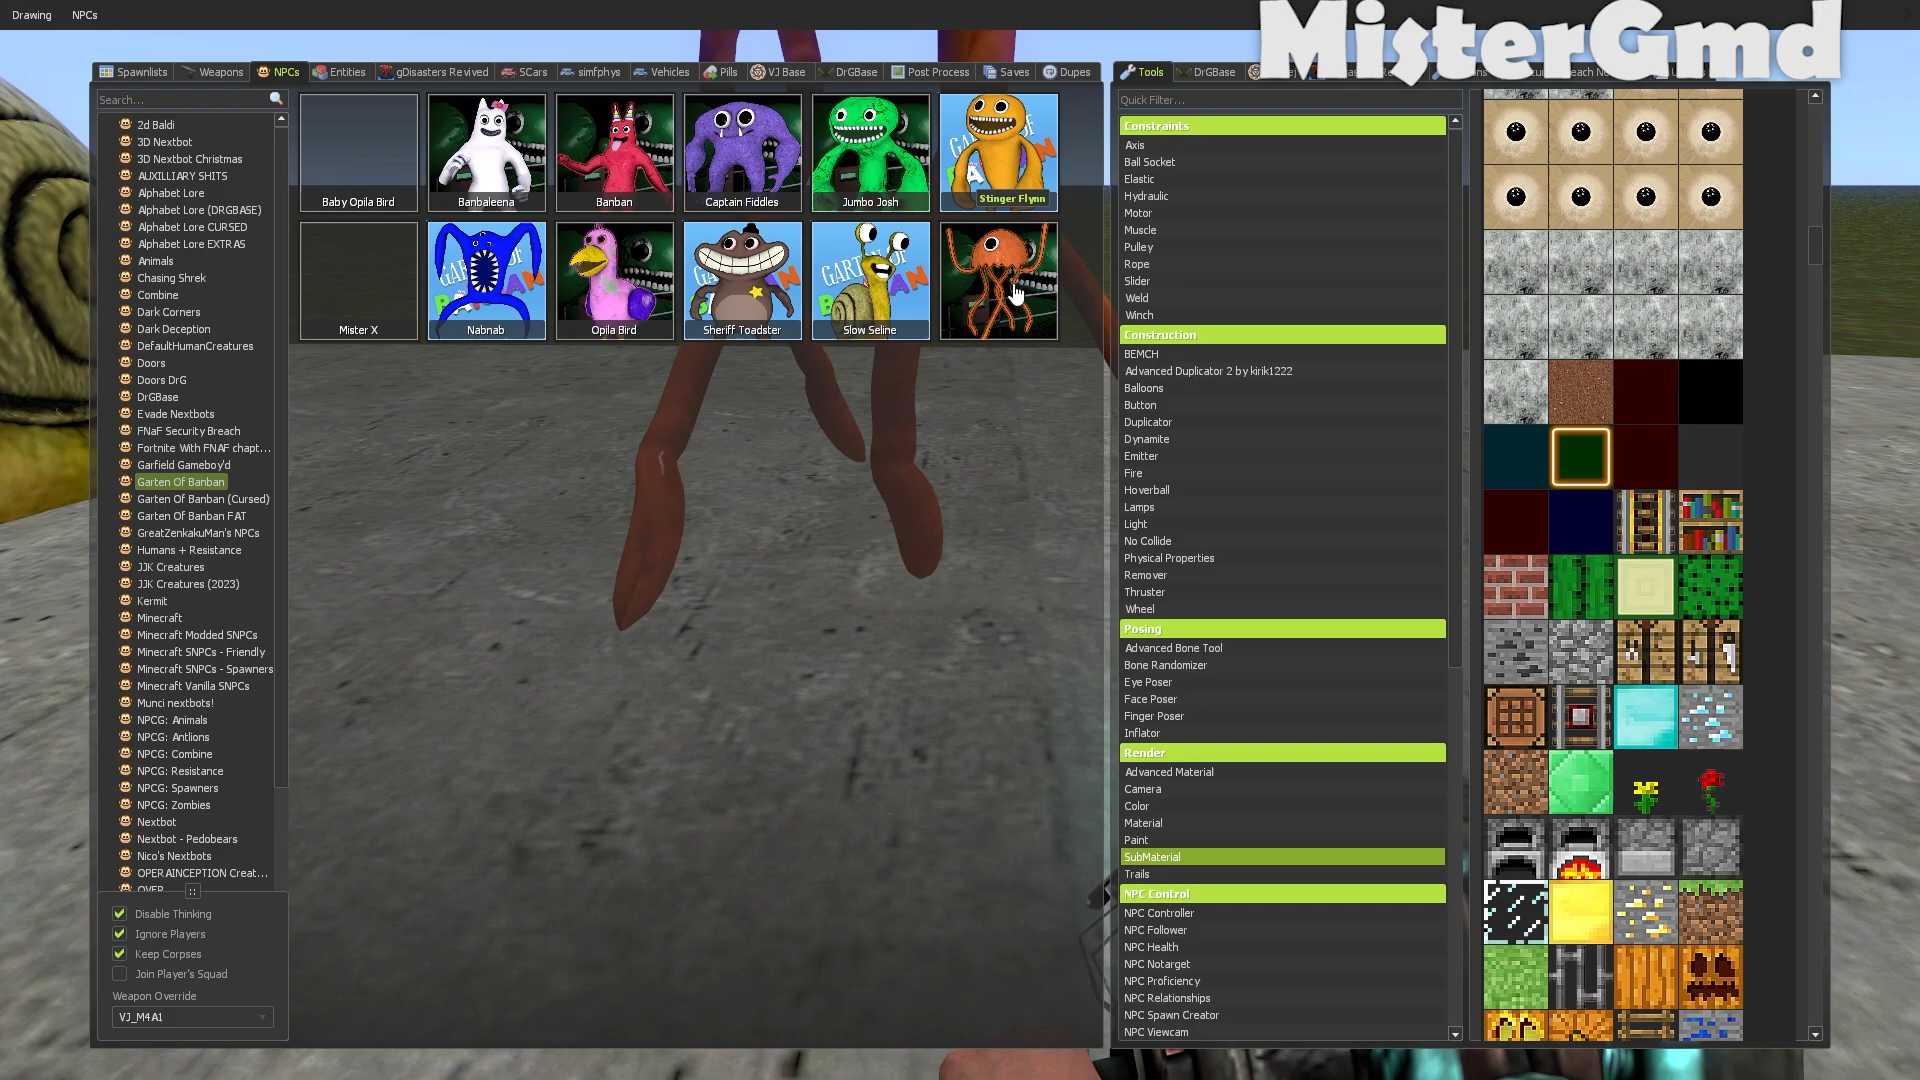 Drawing NPCs
MisterGmd
Spawnlists Weapons NPCs Entities gDisasters Revived SCars simfphys Vehicles Pills VJ Base DrGBase Post Process Saves Dupes
Tools DrGBase
Search...
2d Baldi
3D Nextbot
3D Nextbot Christmas
AUXILLIARY SHITS
Alphabet Lore
Alphabet Lore (DRGBASE)
Alphabet Lore CURSED
Alphabet Lore EXTRAS
Animals
Chasing Shrek
Combine
Dark Corners
Dark Deception
DefaultHumanCreatures
Doors
Doors DrG
DrGBase
Evade Nextbots
FNaF Security Breach
Fortnite With FNAF chapt...
Garfield Gameboy'd
Garten Of Banban
Garten Of Banban (Cursed)
Garten Of Banban FAT
GreatZenkakuMan's NPCs
Humans + Resistance
JJK Creatures
JJK Creatures (2023)
Kermit
Minecraft
Minecraft Modded SNPCs
Minecraft SNPCs - Friendly
Minecraft SNPCs - Spawners
Minecraft Vanilla SNPCs
Munci nextbots!
NPCG: Animals
NPCG: Antlions
NPCG: Combine
NPCG: Resistance
NPCG: Spawners
NPCG: Zombies
Nextbot
Nextbot - Pedobears
Nico's Nextbots
OPERAINCEPTION Creat...
OVER
Disable Thinking
Ignore Players
Keep Corpses
Join Player's Squad
Weapon Override
VJ_M4A1
Baby Opila Bird Banbaleena Banban Captain Fiddles Jumbo Josh Stinger Flynn
Mister X Nabnab Opila Bird Sheriff Toadster Slow Seline
Quick Filter...
Constraints
Axis
Ball Socket
Elastic
Hydraulic
Motor
Muscle
Pulley
Rope
Slider
Weld
Winch
Construction
BEMCH
Advanced Duplicator 2 by kirik1222
Balloons
Button
Duplicator
Dynamite
Emitter
Fire
Hoverball
Lamps
Light
No Collide
Physical Properties
Remover
Thruster
Wheel
Posing
Advanced Bone Tool
Bone Randomizer
Eye Poser
Face Poser
Finger Poser
Inflator
Render
Advanced Material
Camera
Color
Material
Paint
SubMaterial
Trails
NPC Control
NPC Controller
NPC Follower
NPC Health
NPC Notarget
NPC Proficiency
NPC Relationships
NPC Spawn Creator
NPC Viewcam